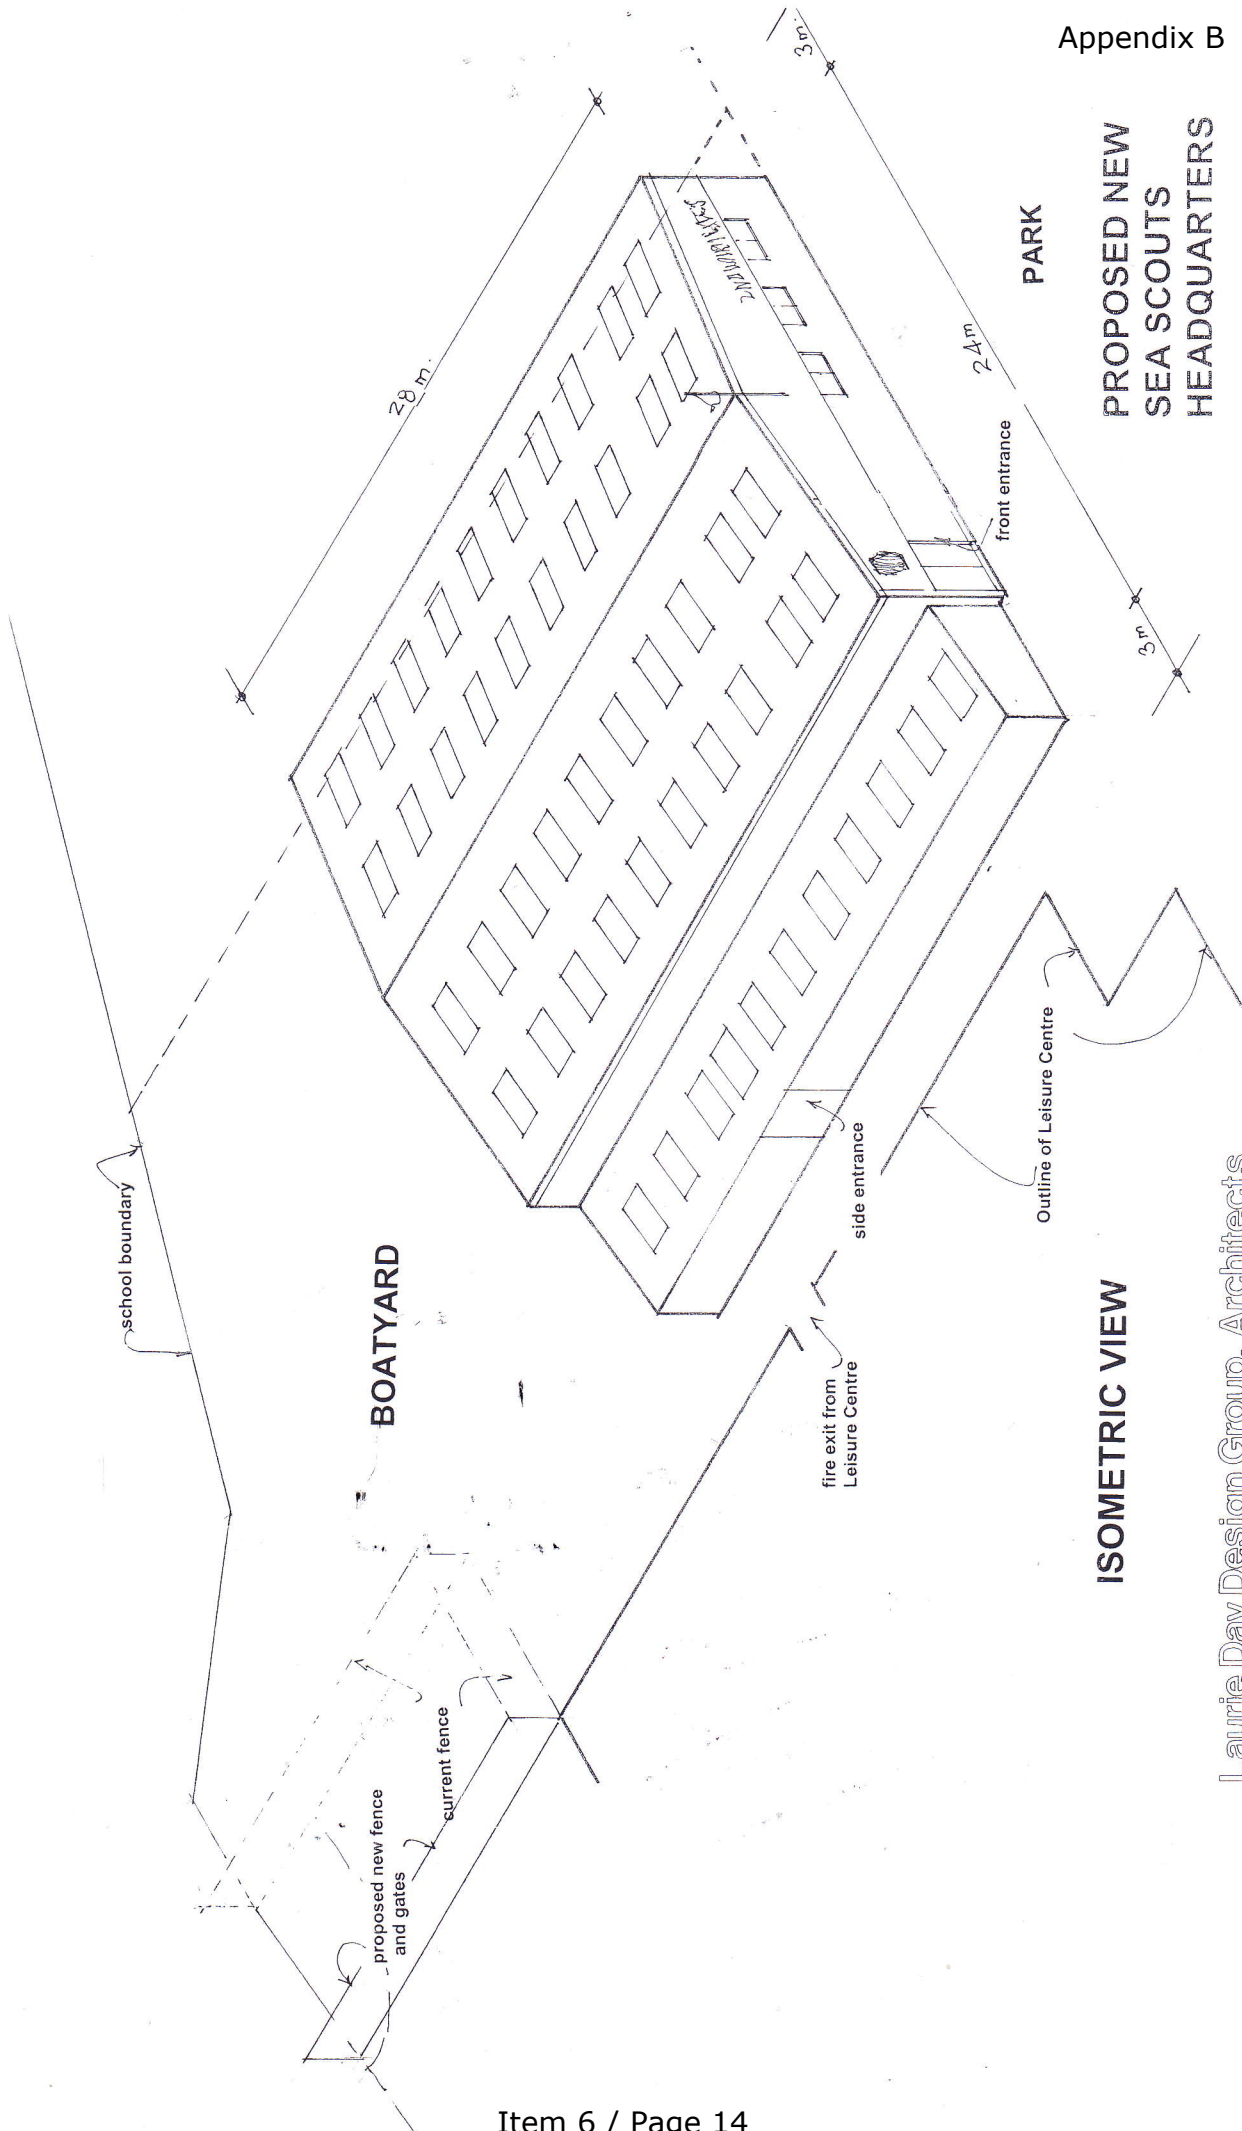 Appendix B
PROPOSED NEW
SEA SCOUTS
HEADQUARTERS
PARK
3m.
24m
3m
28m.
front entrance
side entrance
Outline of Leisure Centre
fire exit from
Leisure Centre
school boundary
BOATYARD
current fence
proposed new fence
and gates
ISOMETRIC VIEW
Laurie Day Design Group, Architects
Item 6 / Page 14